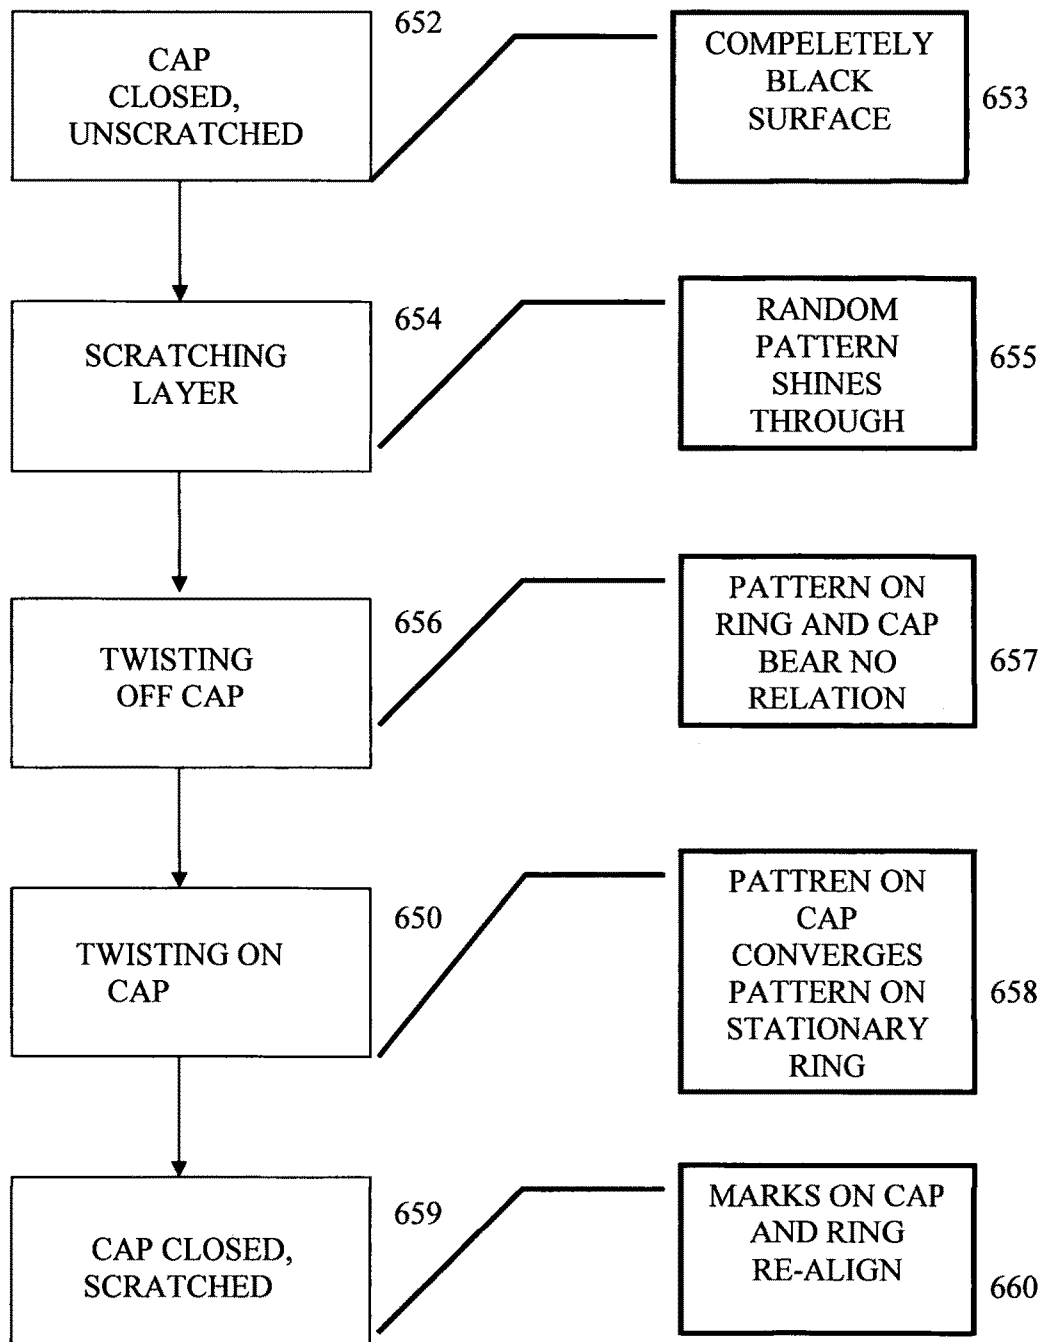 652
CAP
CLOSED,
UNSCRATCHED
COMPELETELY
BLACK
SURFACE
653
654
SCRATCHING
LAYER
RANDOM
PATTERN
SHINES
THROUGH
655
656
TWISTING
OFF CAP
PATTERN ON
RING AND CAP
BEAR NO
RELATION
657
650
TWISTING ON
CAP
PATTREN ON
CAP
CONVERGES
PATTERN ON
STATIONARY
RING
658
659
CAP CLOSED,
SCRATCHED
MARKS ON CAP
AND RING
RE-ALIGN
660